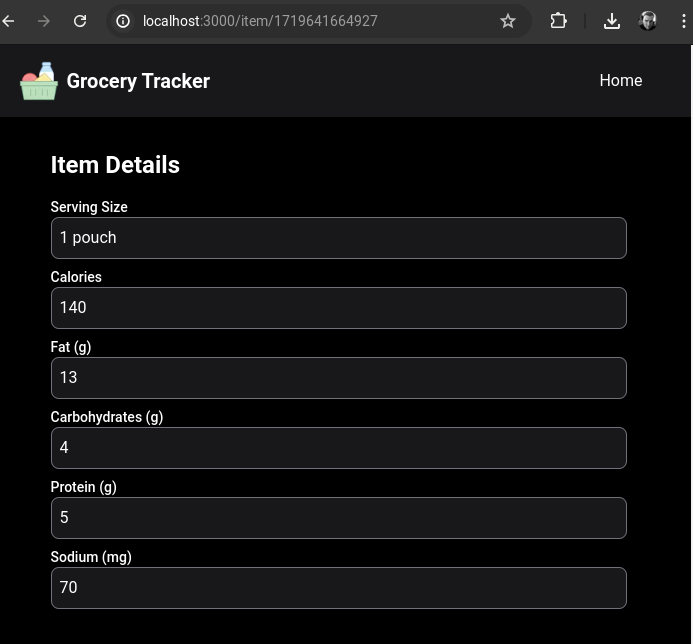 localhost:3000/item/1719641664927
Grocery Tracker
Home
Item Details
Serving Size
1 pouch
Calories
140
Fat (g)
13
Carbohydrates (g)
4
Protein (g)
5
Sodium (mg)
70